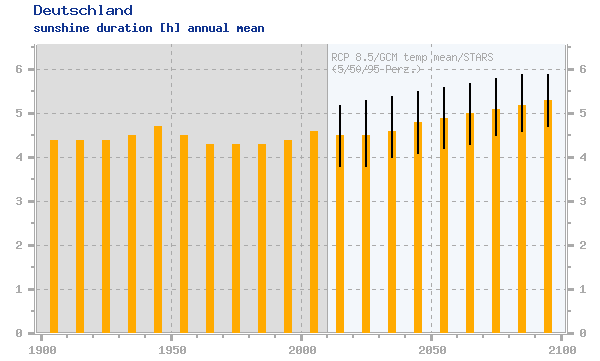 Deutschland
sunshine duration [h] annual mean
RCP 8.5/GCM temp mean/STARS
(5/50/95-Perz.)
6 6
5 5
4 4
3 3
2 2
1 1
0 0
1900 1950 2000 2050 2100